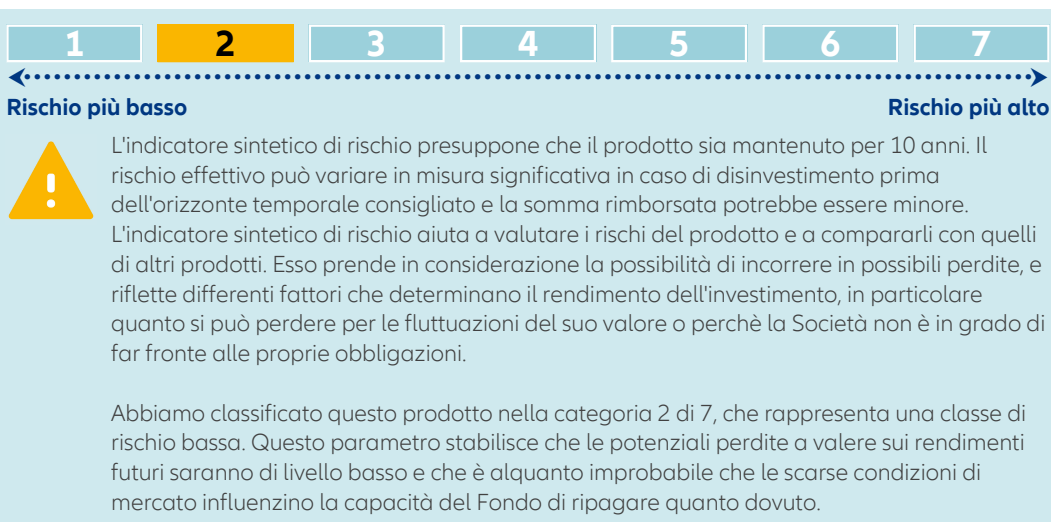 1 2 3 4 5 6 7
Rischio più basso Rischio più alto
L'indicatore sintetico di rischio presuppone che il prodotto sia mantenuto per 10 anni. Il
rischio effettivo può variare in misura significativa in caso di disinvestimento prima
dell'orizzonte temporale consigliato e la somma rimborsata potrebbe essere minore.
L'indicatore sintetico di rischio aiuta a valutare i rischi del prodotto e a compararli con quelli
di altri prodotti. Esso prende in considerazione la possibilità di incorrere in possibili perdite, e
riflette differenti fattori che determinano il rendimento dell'investimento, in particolare
quanto si può perdere per le fluttuazioni del suo valore o perchè la Società non è in grado di
far fronte alle proprie obbligazioni.
Abbiamo classificato questo prodotto nella categoria 2 di 7, che rappresenta una classe di
rischio bassa. Questo parametro stabilisce che le potenziali perdite a valere sui rendimenti
futuri saranno di livello basso e che è alquanto improbabile che le scarse condizioni di
mercato influenzino la capacità del Fondo di ripagare quanto dovuto.